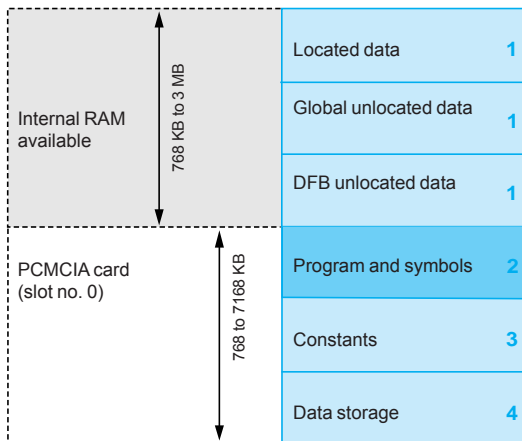 Located data 1
Global unlocated data 1
Internal RAM
available
768 KB to 3 MB
DFB unlocated data 1
PCMCIA card
(slot no. 0)
768 to 7168 KB
Program and symbols 2
Constants 3
Data storage 4